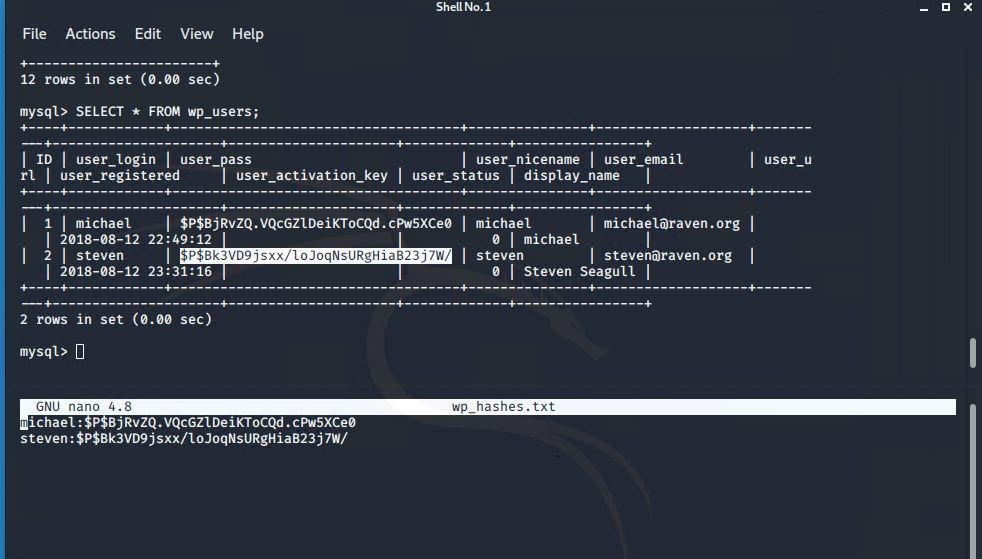 Shell No.1
File Actions Edit View Help
+-----------------------+
12 rows in set (0.00 sec)
mysql> SELECT * FROM wp_users;
+----+------------+------------------------------------+---------------+-------------------+-------
---+---------------------+---------------------+-------------+----------------+
| ID | user_login | user_pass | user_nicename | user_email | user_u
rl | user_registered | user_activation_key | user_status | display_name |
+----+------------+------------------------------------+---------------+-------------------+-------
---+---------------------+---------------------+-------------+----------------+
| 1 | michael | $P$BjRvZQ.VQcGZlDeiKToCQd.cPw5XCe0 | michael | michael@raven.org |
| 2018-08-12 22:49:12 | | 0 | michael |
| 2 | steven | $P$Bk3VD9jsxx/loJoqNsURgHiaB23j7W/ | steven | steven@raven.org |
| 2018-08-12 23:31:16 | | 0 | Steven Seagull |
+----+------------+------------------------------------+---------------+-------------------+-------
---+---------------------+---------------------+-------------+----------------+
2 rows in set (0.00 sec)
mysql>
GNU nano 4.8 wp_hashes.txt
michael:$P$BjRvZQ.VQcGZlDeiKToCQd.cPw5XCe0
steven:$P$Bk3VD9jsxx/loJoqNsURgHiaB23j7W/